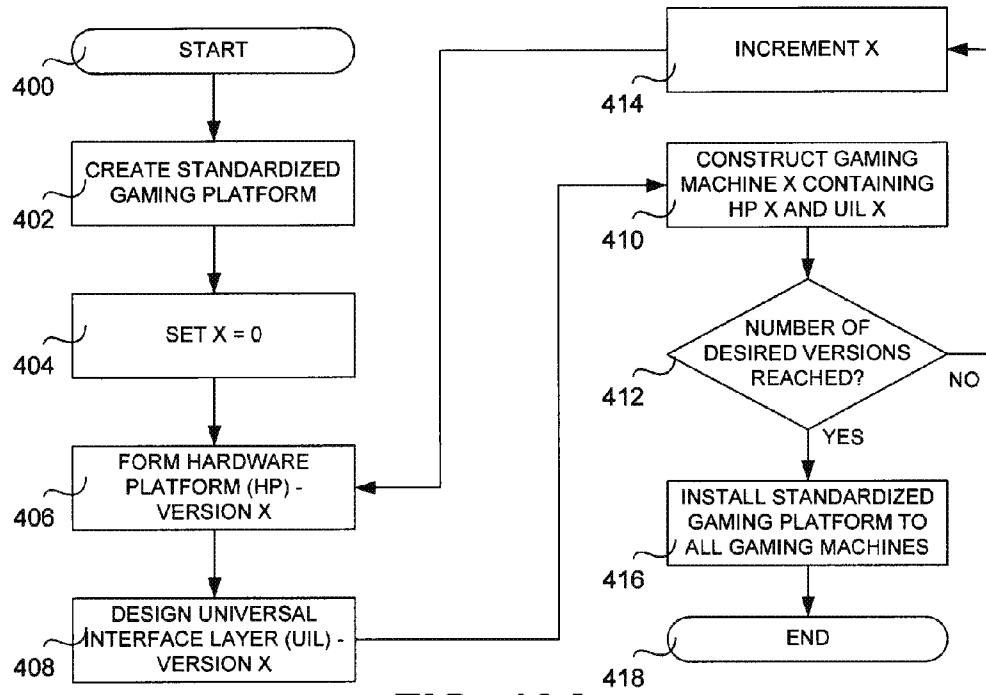 START
400
CREATE STANDARDIZED
GAMING PLATFORM
402
SET X = 0
404
FORM HARDWARE
PLATFORM (HP) -
VERSION X
406
DESIGN UNIVERSAL
INTERFACE LAYER (UIL) -
VERSION X
408
INCREMENT X
414
CONSTRUCT GAMING
MACHINE X CONTAINING
HP X AND UIL X
410
NUMBER OF
DESIRED VERSIONS
REACHED?
412
NO
YES
INSTALL STANDARDIZED
GAMING PLATFORM TO
ALL GAMING MACHINES
416
END
418